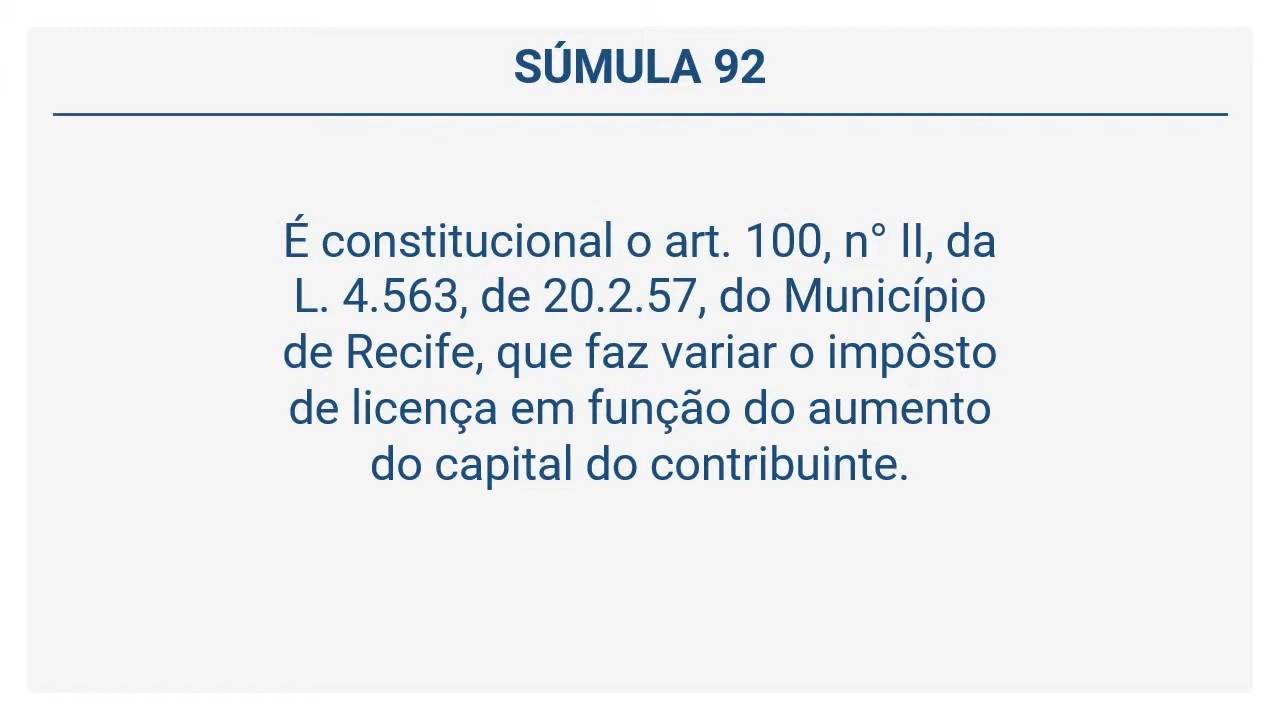 SÚMULA 92
É constitucional o art. 100, n° II, da
L. 4.563, de 20.2.57, do Município
de Recife, que faz variar o impôsto
de licença em função do aumento
do capital do contribuinte.